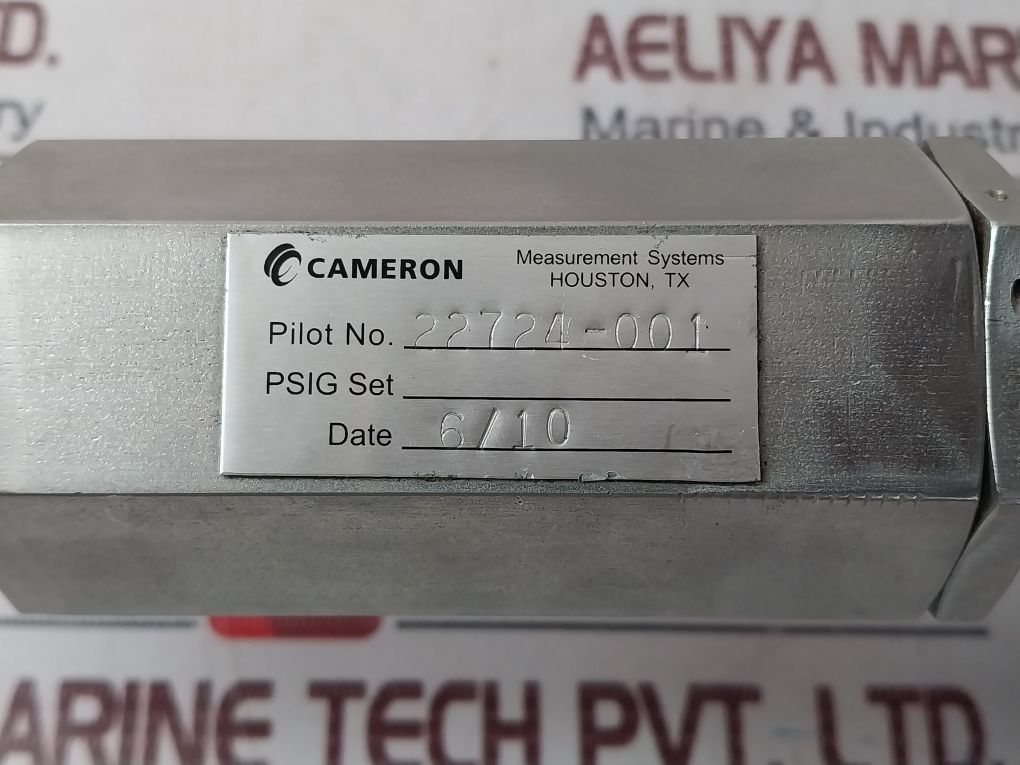 D.
AELIYA MAR
ry
Marine & Industr
CAMERON
Measurement Systems
HOUSTON, TX
Pilot No. 22724-001
PSIG Set
Date 6/10
ARINE TECH PVT. LTD.